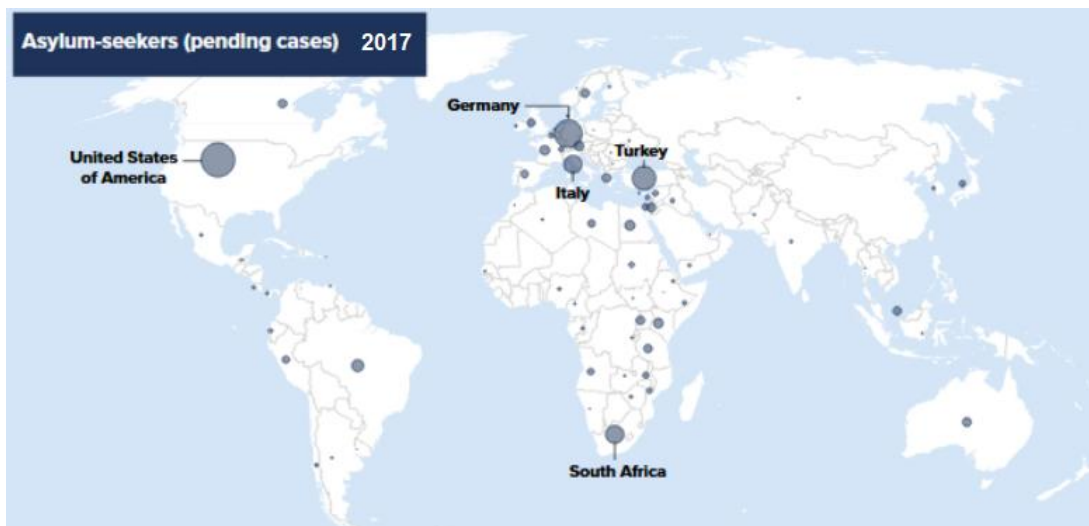 Asylum-seekers (pending cases) 2017
Germany
United States
of America
Turkey
Italy
South Africa